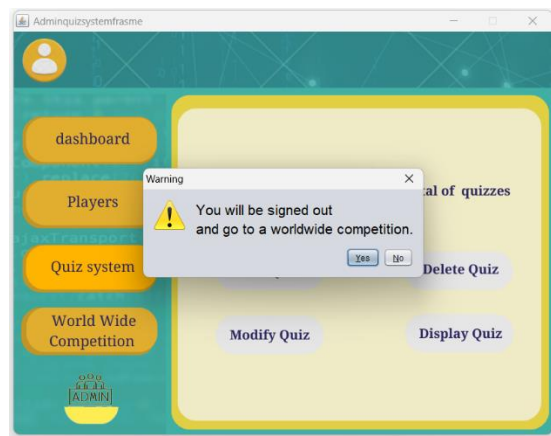 Adminquizsystemfrasme
dashboard
Warning
Players
You will be signed out
and go to a worldwide competition.
of quizzes
Yes
No
Quiz system
Delete Quiz
World Wide
Competition
Modify Quiz
Display Quiz
ADMIN